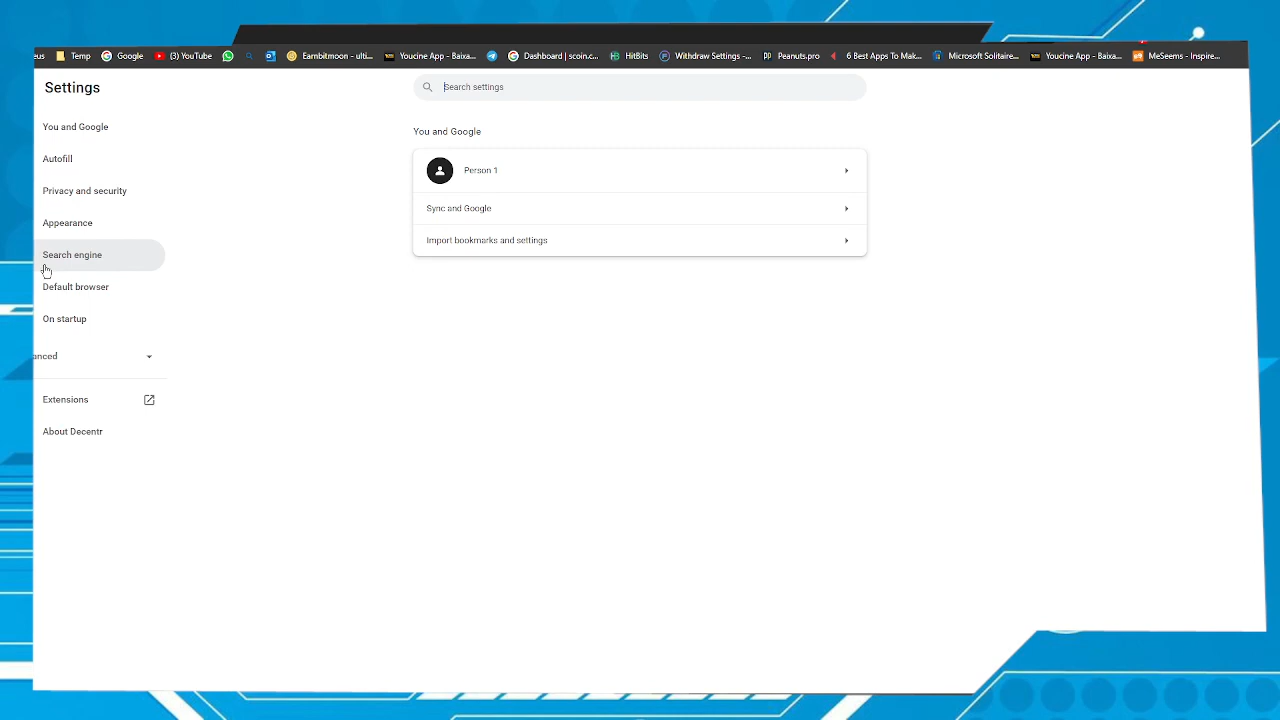 eus Temp Google (3) YouTube Earnbitmoon - ulti... Youcine App - Baixa... Dashboard | scoin.c... HitBits Withdraw Settings -... Peanuts.pro 6 Best Apps To Mak... Microsoft Solitaire... Youcine App - Baixa... MeSeems - Inspire...
Settings
Search settings
You and Google
Autofill
Privacy and security
Appearance
Search engine
Default browser
On startup
anced
Extensions
About Decentr
You and Google
Person 1
Sync and Google
Import bookmarks and settings